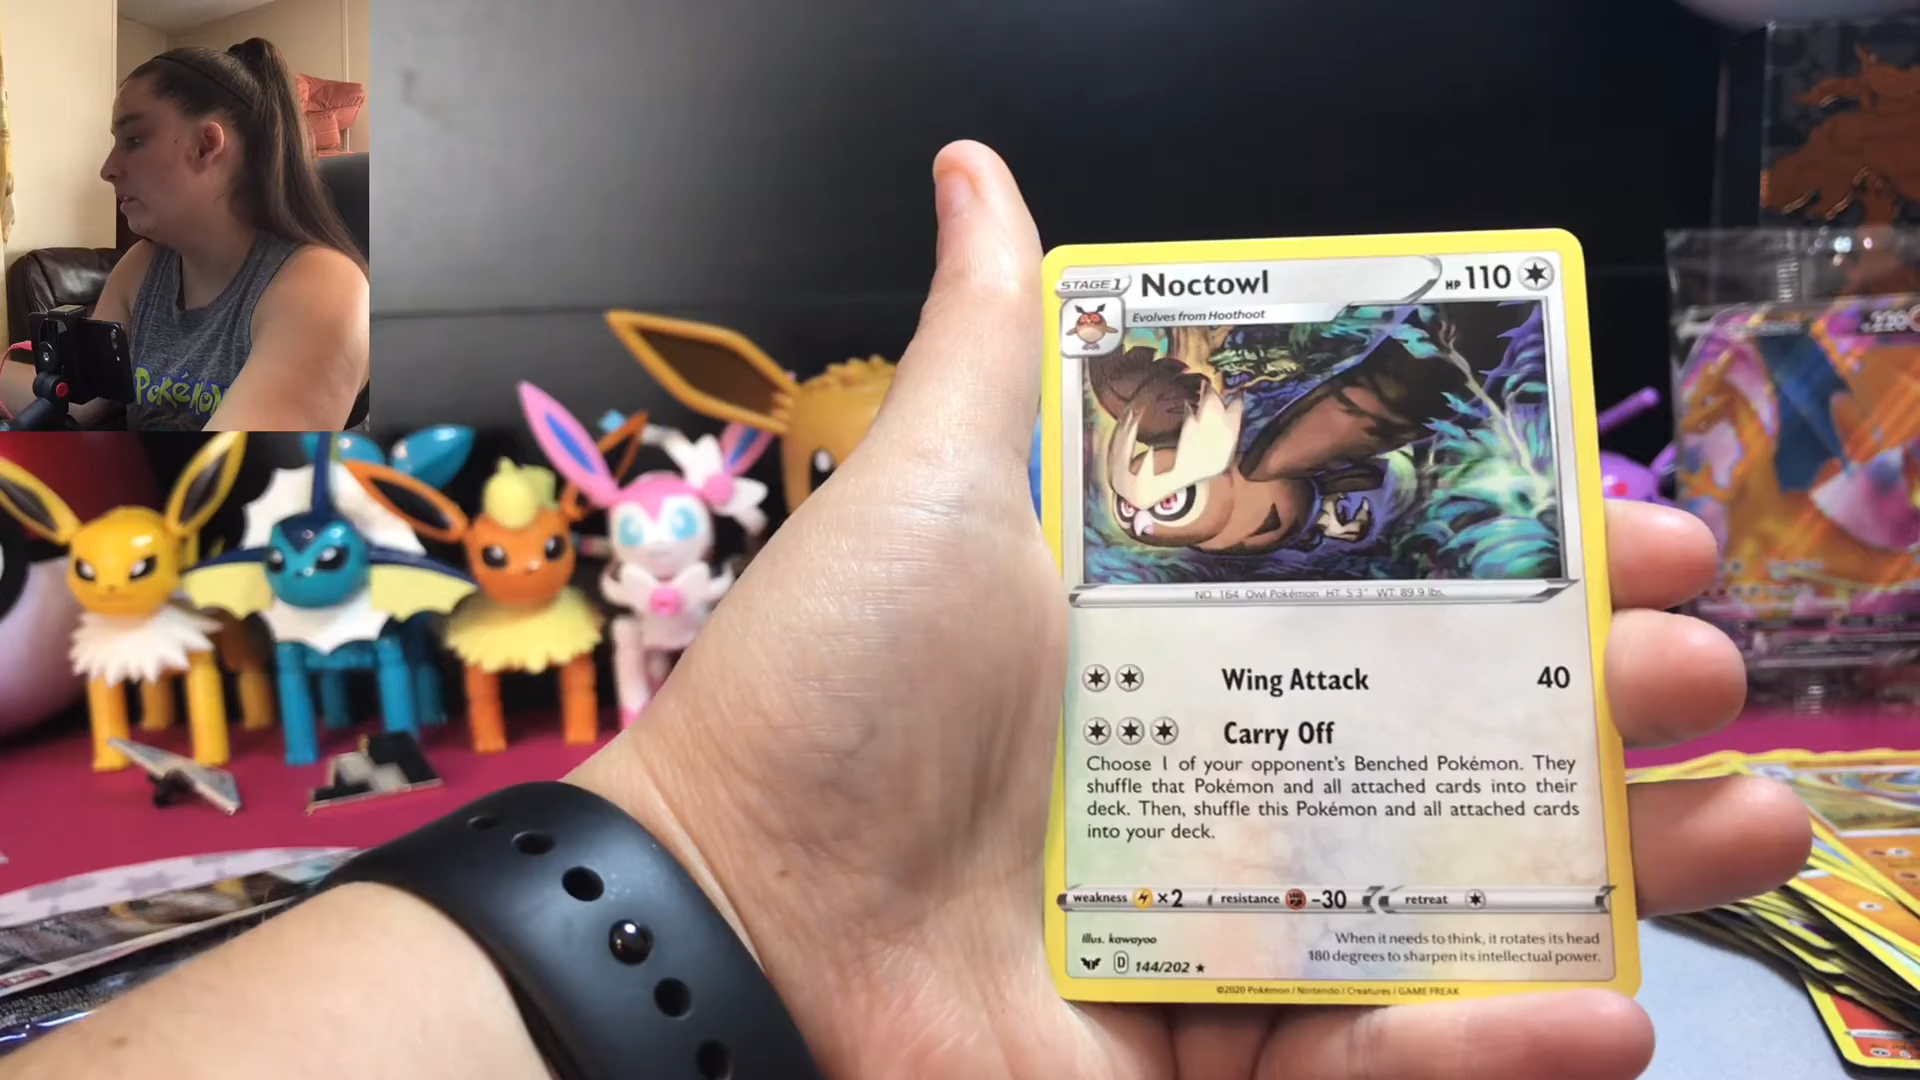 Pokémon
STAGE 1
Noctowl
HP 110
Evolves from Hoothoot
NO. 164 Owl Pokémon HT: 5'3" WT: 89.9 lbs.
Wing Attack 40
Carry Off
Choose 1 of your opponent's Benched Pokémon. They
shuffle that Pokémon and all attached cards into their
deck. Then, shuffle this Pokémon and all attached cards
into your deck.
weakness ×2 resistance -30 retreat
Illus. kawayoo
When it needs to think, it rotates its head
180 degrees to sharpen its intellectual power.
D 144/202
©2020 Pokémon / Nintendo / Creatures / GAME FREAK
220